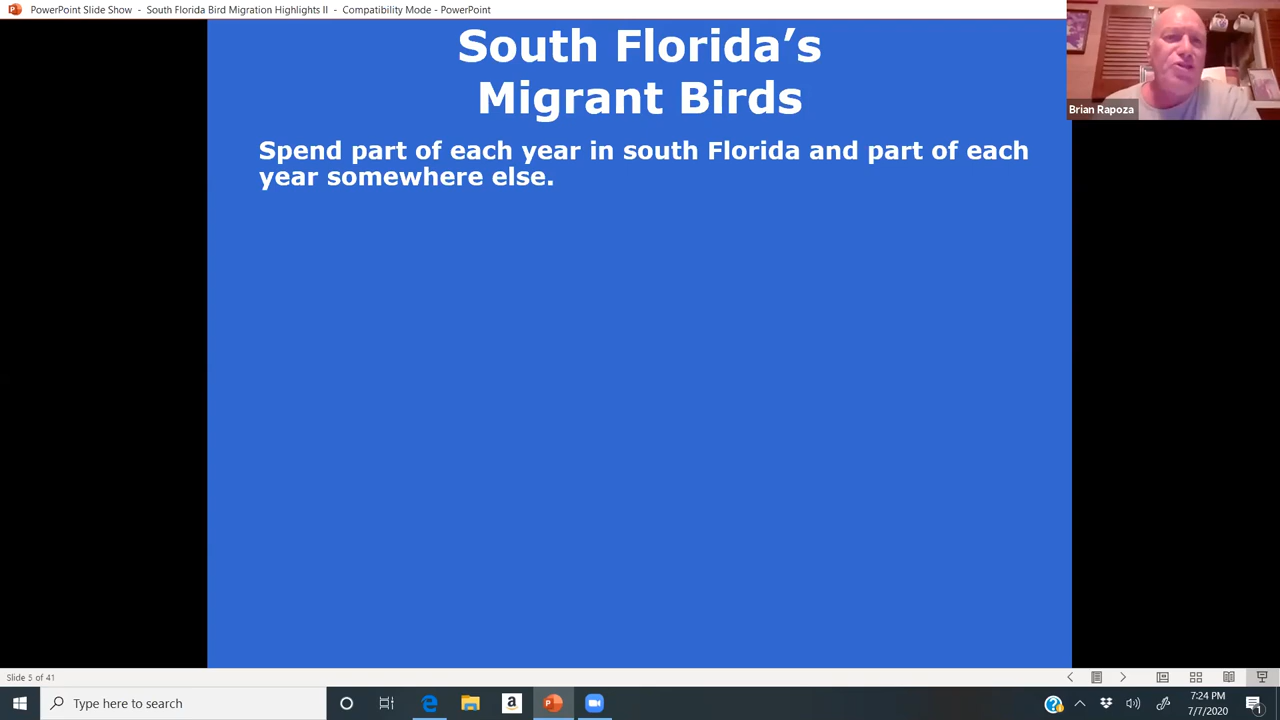 PowerPoint Slide Show - South Florida Bird Migration Highlights II - Compatibility Mode - PowerPoint
South Florida’s
Migrant Birds
Brian Rapoza
Spend part of each year in south Florida and part of each
year somewhere else.
Slide 5 of 41
Type here to search
7:24 PM
7/7/2020